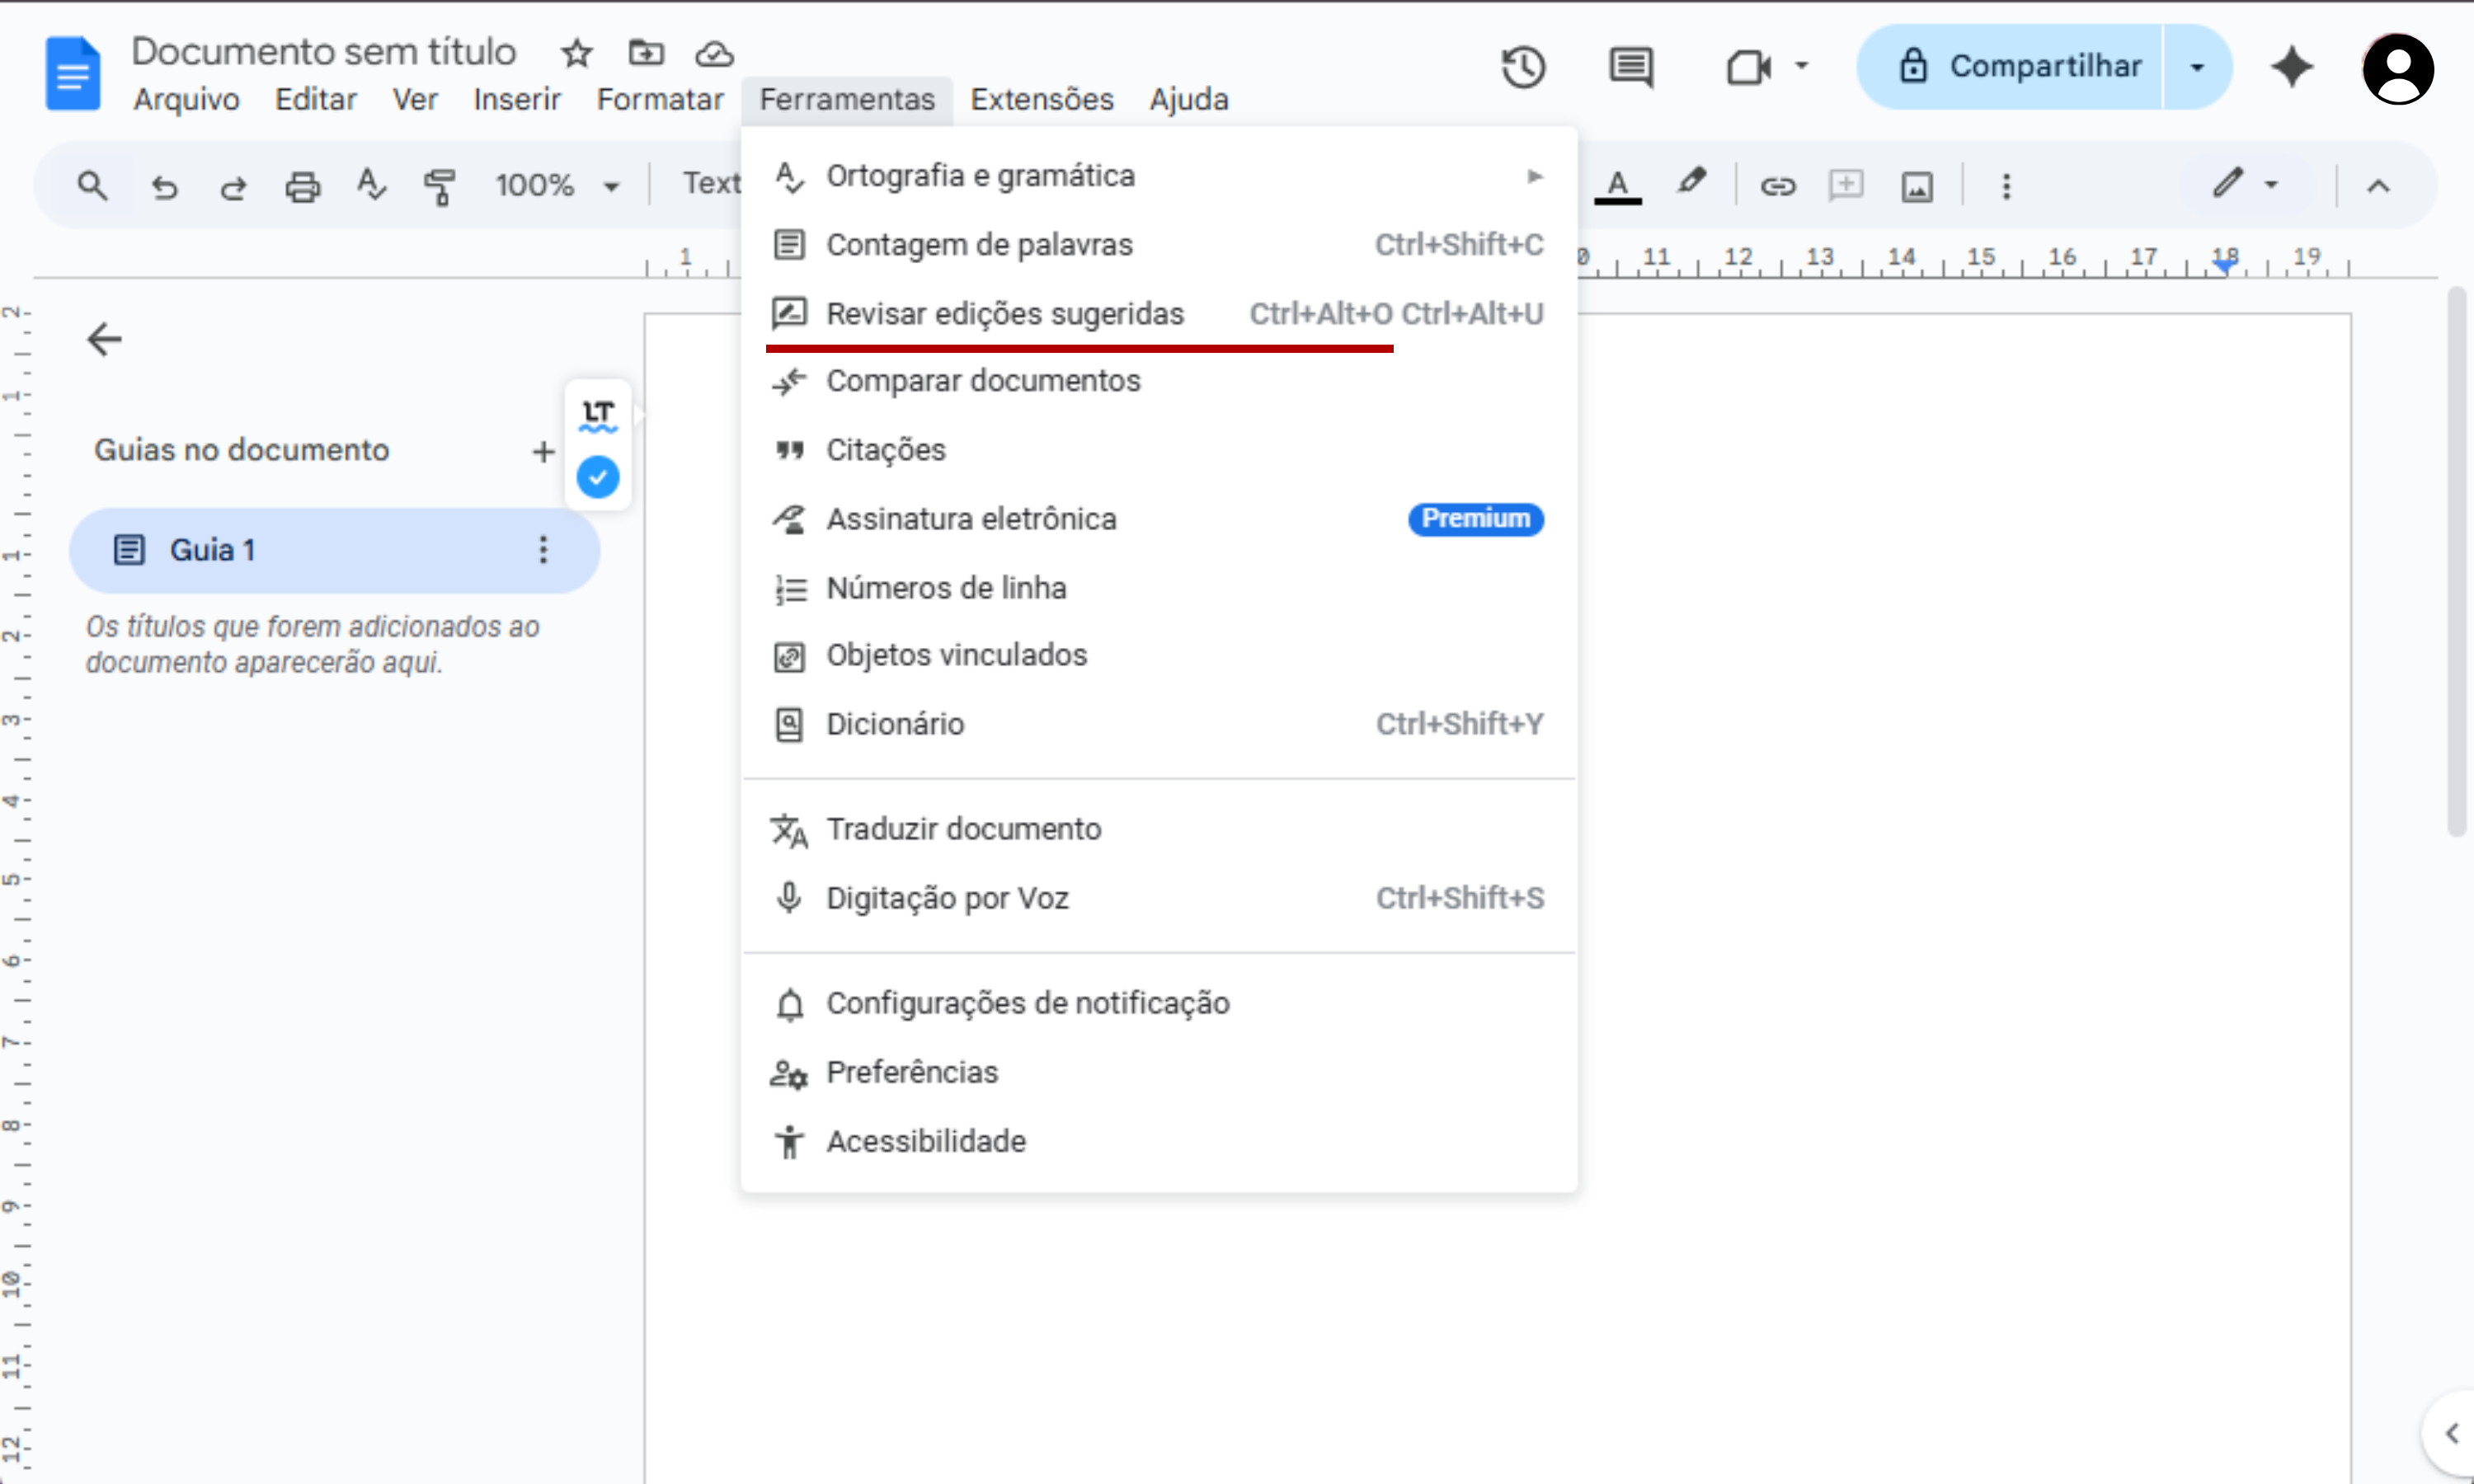 Documento sem título
Arquivo Editar Ver Inserir Formatar Ferramentas Extensões Ajuda
Compartilhar
100% Text
A
1 0 11 12 13 14 15 16 17 18 19
Ortografia e gramática
Contagem de palavras Ctrl+Shift+C
Revisar edições sugeridas Ctrl+Alt+O Ctrl+Alt+U
Comparar documentos
Citações
Assinatura eletrônica Premium
Números de linha
Objetos vinculados
Dicionário Ctrl+Shift+Y
Traduzir documento
Digitação por Voz Ctrl+Shift+S
Configurações de notificação
Preferências
Acessibilidade
LT
Guias no documento
Guia 1
Os títulos que forem adicionados ao
documento aparecerão aqui.
2
1
1
2
3
4
5
6
7
8
9
10
11
12